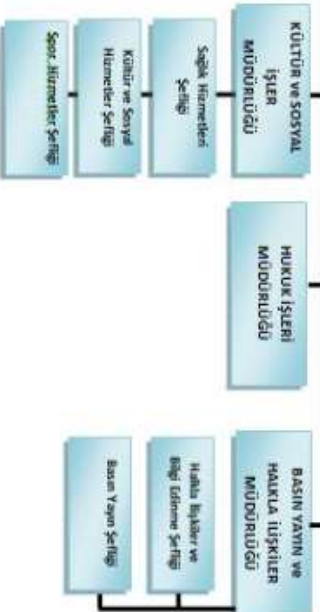 KÜLTÜR ve SOSYAL
İŞLER
MÜDÜRLÜĞÜ
Sağlık Hizmetleri
Şefliği
Kültür ve Sosyal
Hizmetler Şefliği
Spor. Hizmetler Şefliği
HUKUK İŞLERİ
MÜDÜRLÜĞÜ
BASIN YAYIN ve
HALKLA İLİŞKİLER
MÜDÜRLÜĞÜ
Halkla İlişkiler ve
Bilgi Edinme Şefliği
Basın Yayın Şefliği